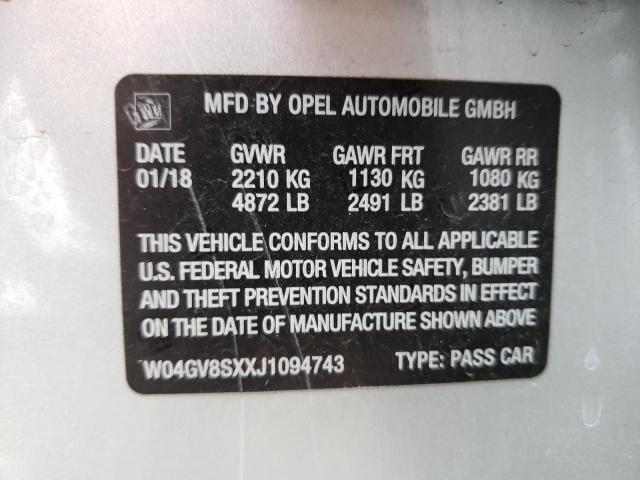 MFD BY OPEL AUTOMOBILE GMBH
DATE GVWR GAWR FRT GAWR RR
01/18 2210 KG 1130 KG 1080 KG
4872 LB 2491 LB 2381 LB
THIS VEHICLE CONFORMS TO ALL APPLICABLE
U.S. FEDERAL MOTOR VEHICLE SAFETY, BUMPER
AND THEFT PREVENTION STANDARDS IN EFFECT
ON THE DATE OF MANUFACTURE SHOWN ABOVE
W04GV8SXXJ1094743 TYPE: PASS CAR